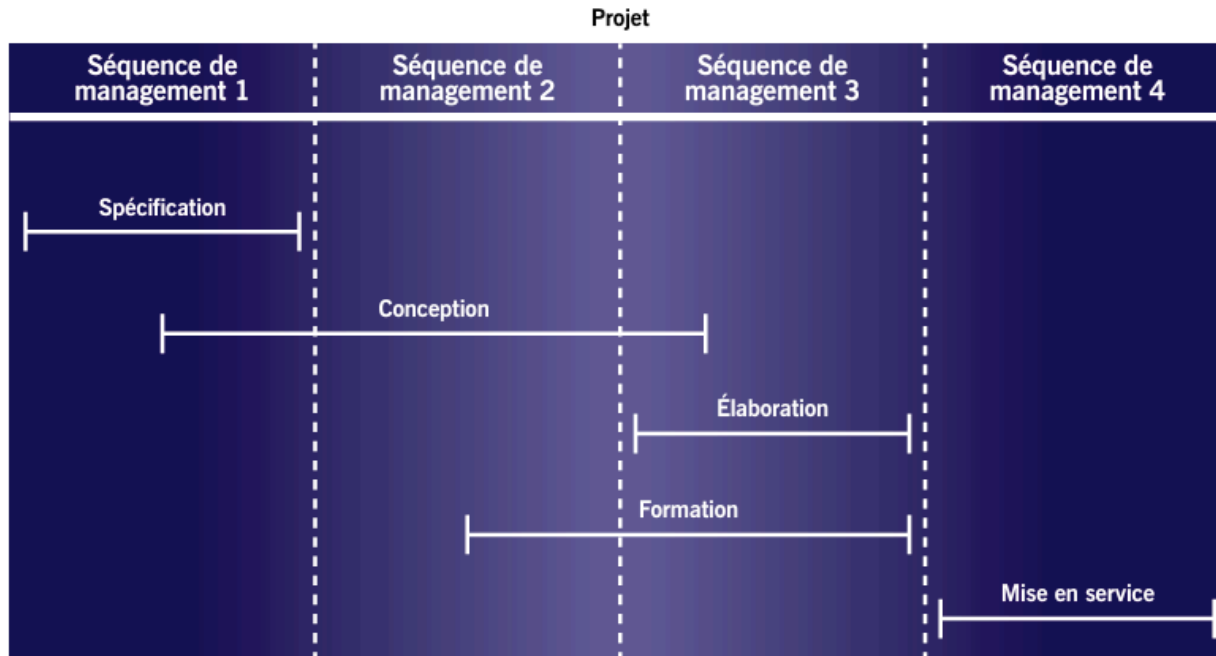 Projet
Séquence de
management 1
Séquence de
management 2
Séquence de
management 3
Séquence de
management 4
Spécification
Conception
Élaboration
Formation
Mise en service